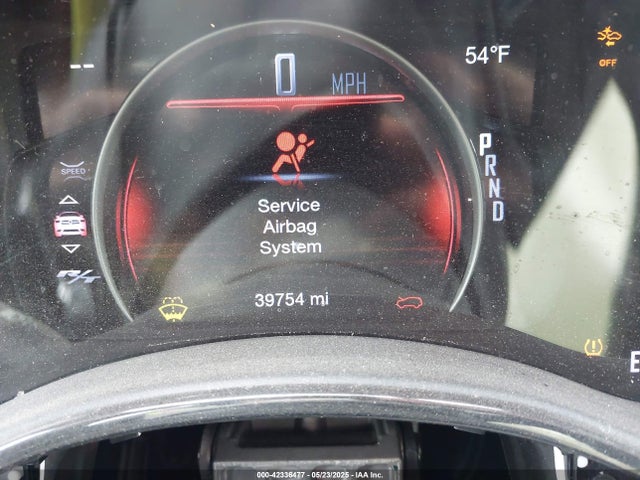 0 MPH
54°F
OFF
SPEED
P
R
N
D
Service
Airbag
System
R/T
39754 mi
E
000-42336477 - 05/23/2025 - IAA Inc.